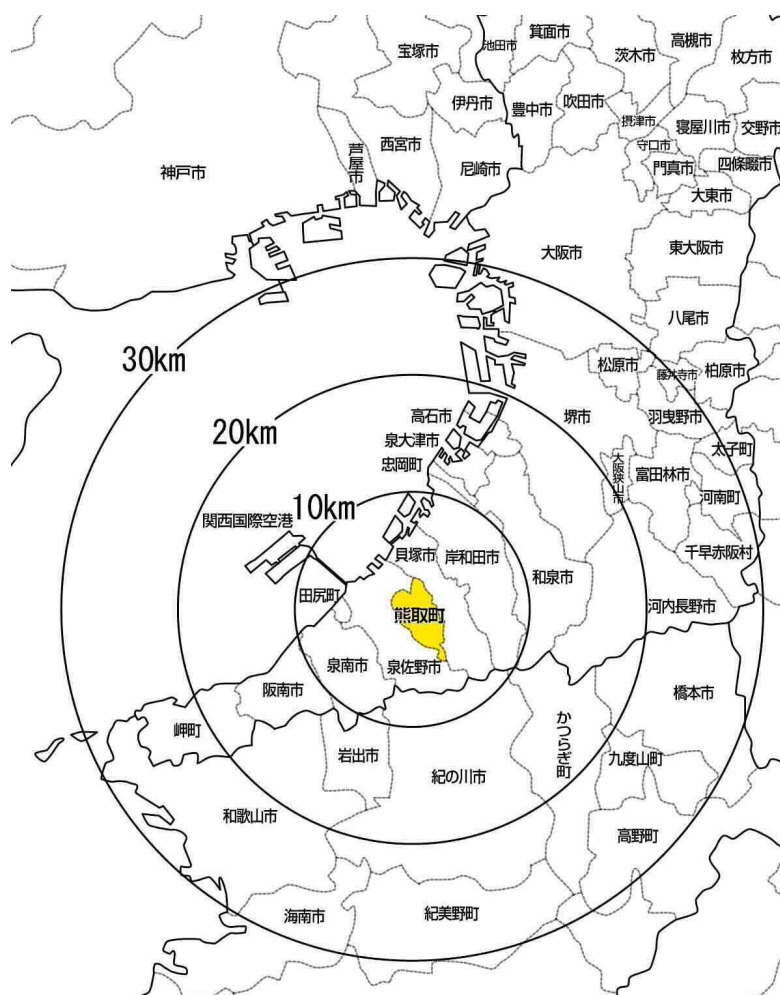 宝塚市
池田市
箕面市
茨木市
高槻市
枚方市
伊丹市
豊中市
吹田市
摂津市
寝屋川市
交野市
芦屋市
西宮市
尼崎市
守口市
門真市
四條畷市
神戸市
大東市
大阪市
東大阪市
八尾市
30km
松原市
藤井寺市
柏原市
20km
高石市
堺市
羽曳野市
泉大津市
太子町
忠岡町
大阪狭山市
富田林市
河南町
10km
関西国際空港
貝塚市
岸和田市
千早赤阪村
和泉市
田尻町
熊取町
河内長野市
泉南市
泉佐野市
阪南市
橋本市
岬町
岩出市
紀の川市
かつらぎ町
九度山町
和歌山市
高野町
海南市
紀美野町